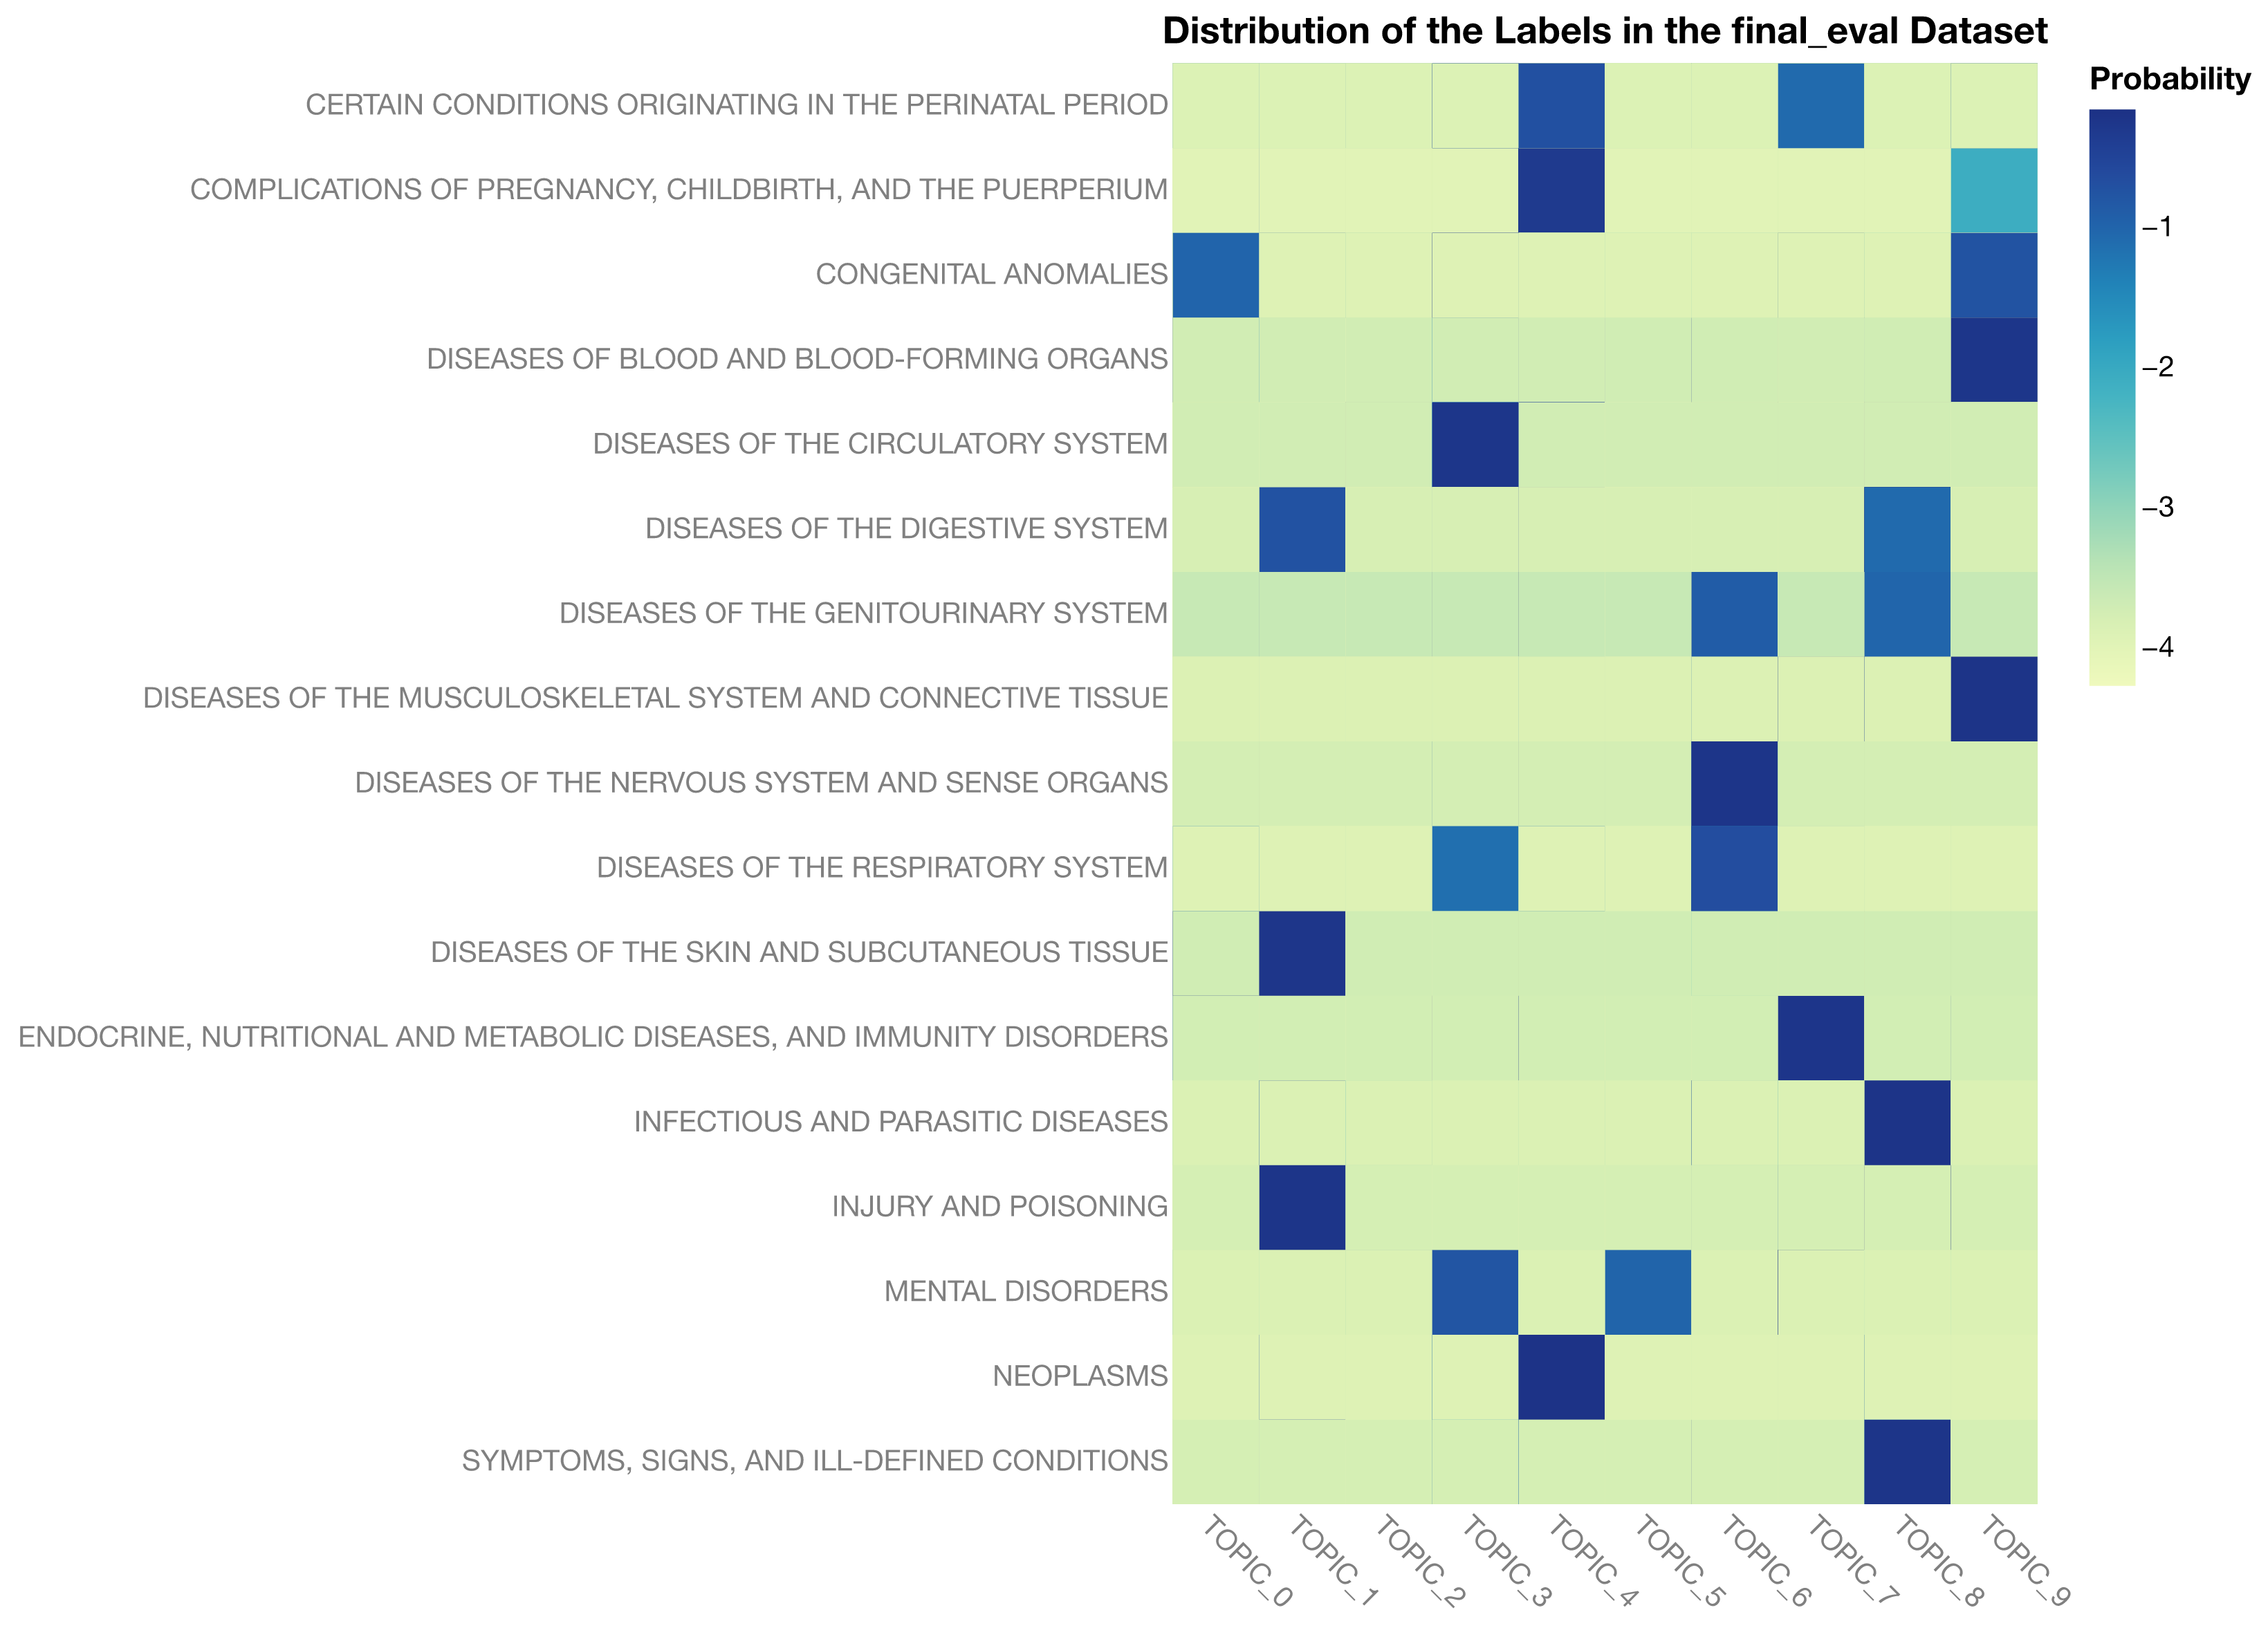 Distribution of the Labels in the final_eval Dataset
Probability
CERTAIN CONDITIONS ORIGINATING IN THE PERINATAL PERIOD
COMPLICATIONS OF PREGNANCY, CHILDBIRTH, AND THE PUERPERIUM
CONGENITAL ANOMALIES
DISEASES OF BLOOD AND BLOOD-FORMING ORGANS
DISEASES OF THE CIRCULATORY SYSTEM
DISEASES OF THE DIGESTIVE SYSTEM
DISEASES OF THE GENITOURINARY SYSTEM
DISEASES OF THE MUSCULOSKELETAL SYSTEM AND CONNECTIVE TISSUE
DISEASES OF THE NERVOUS SYSTEM AND SENSE ORGANS
DISEASES OF THE RESPIRATORY SYSTEM
DISEASES OF THE SKIN AND SUBCUTANEOUS TISSUE
ENDOCRINE, NUTRITIONAL AND METABOLIC DISEASES, AND IMMUNITY DISORDERS
INFECTIOUS AND PARASITIC DISEASES
INJURY AND POISONING
MENTAL DISORDERS
NEOPLASMS
SYMPTOMS, SIGNS, AND ILL-DEFINED CONDITIONS
−1
−2
−3
−4
TOPIC_0
TOPIC_1
TOPIC_2
TOPIC_3
TOPIC_4
TOPIC_5
TOPIC_6
TOPIC_7
TOPIC_8
TOPIC_9